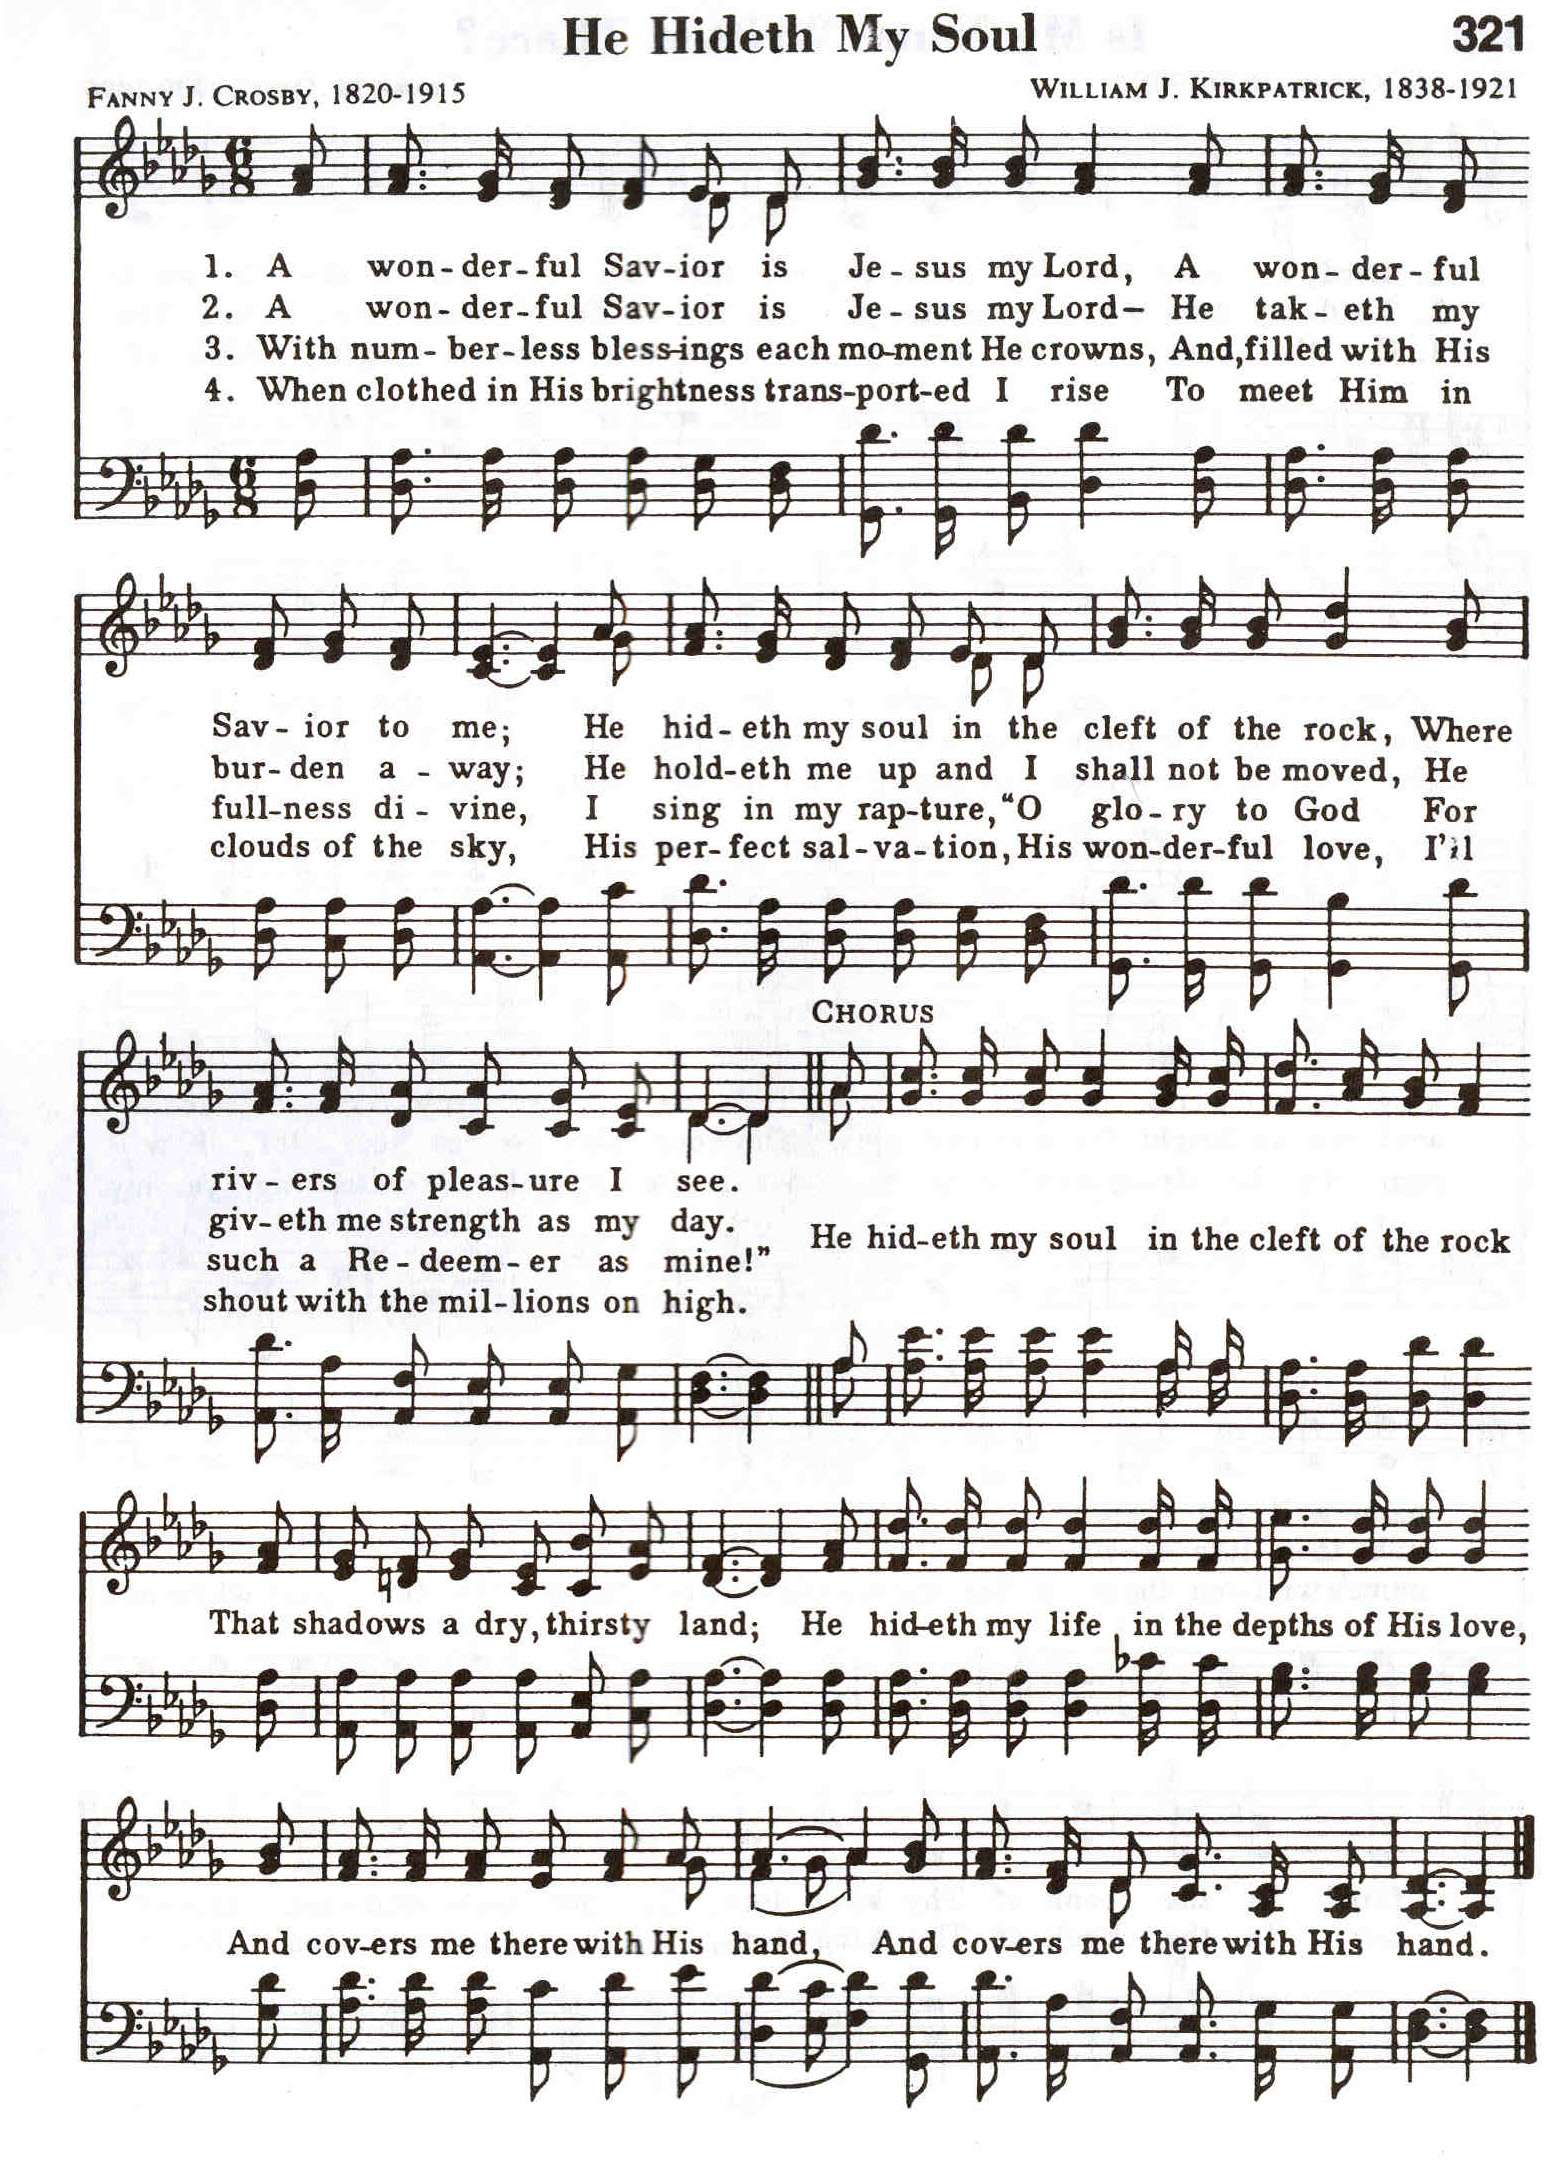 He Hideth My Soul 321
FANNY J. CROSBY, 1820-1915 WILLIAM J. KIRKPATRICK, 1838-1921
1. A won-der-ful Sav-ior is Je-sus my Lord, A won-der-ful
2. A won-der-ful Sav-ior is Je-sus my Lord— He tak-eth my
3. With num-ber-less bless-ings each mo-ment He crowns, And, filled with His
4. When clothed in His brightness trans-port-ed I rise To meet Him in
Sav-ior to me; He hid-eth my soul in the cleft of the rock, Where
bur-den a-way; He hold-eth me up and I shall not be moved, He
full-ness di-vine, I sing in my rap-ture, “O glo-ry to God For
clouds of the sky, His per-fect sal-va-tion, His won-der-ful love, I'll
CHORUS
riv-ers of pleas-ure I see.
giv-eth me strength as my day.
such a Re-deem-er as mine!”
shout with the mil-lions on high.
He hid-eth my soul in the cleft of the rock
That shadows a dry, thirsty land; He hid-eth my life in the depths of His love,
And cov-ers me there with His hand, And cov-ers me there with His hand.